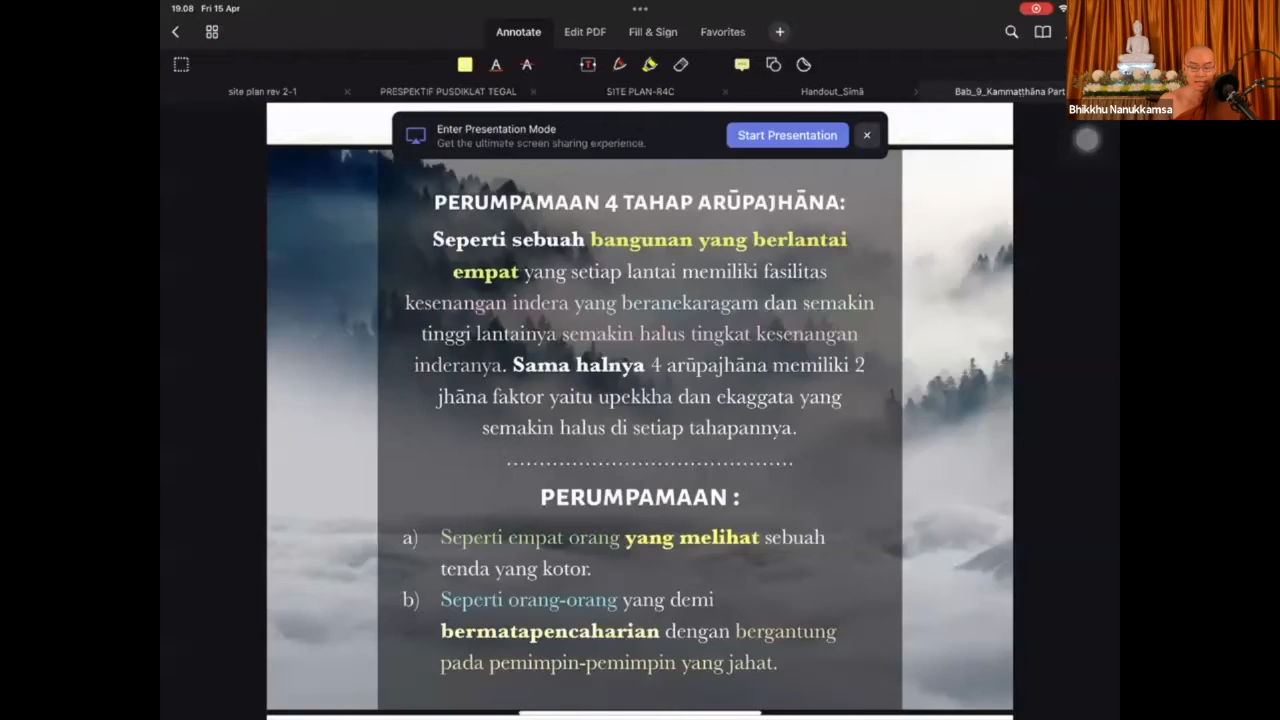 19.08 Fri 15 Apr
Annotate Edit PDF Fill & Sign Favorites
site plan rev 2-1 PRESPEKTIF PUSDIKLAT TEGAL SITE PLAN-R4C Handout_Sīmā Bab_9_Kammaṭṭhāna Part
Bhikkhu Nanukkamsa
Enter Presentation Mode
Get the ultimate screen sharing experience.
Start Presentation
PERUMPAMAAN 4 TAHAP ARŪPAJHĀNA:
Seperti sebuah bangunan yang berlantai
empat yang setiap lantai memiliki fasilitas
kesenangan indera yang beranekaragam dan semakin
tinggi lantainya semakin halus tingkat kesenangan
inderanya. Sama halnya 4 arūpajhāna memiliki 2
jhāna faktor yaitu upekkha dan ekaggata yang
semakin halus di setiap tahapannya.
............................................
PERUMPAMAAN :
a) Seperti empat orang yang melihat sebuah
tenda yang kotor.
b) Seperti orang-orang yang demi
bermatapencaharian dengan bergantung
pada pemimpin-pemimpin yang jahat.